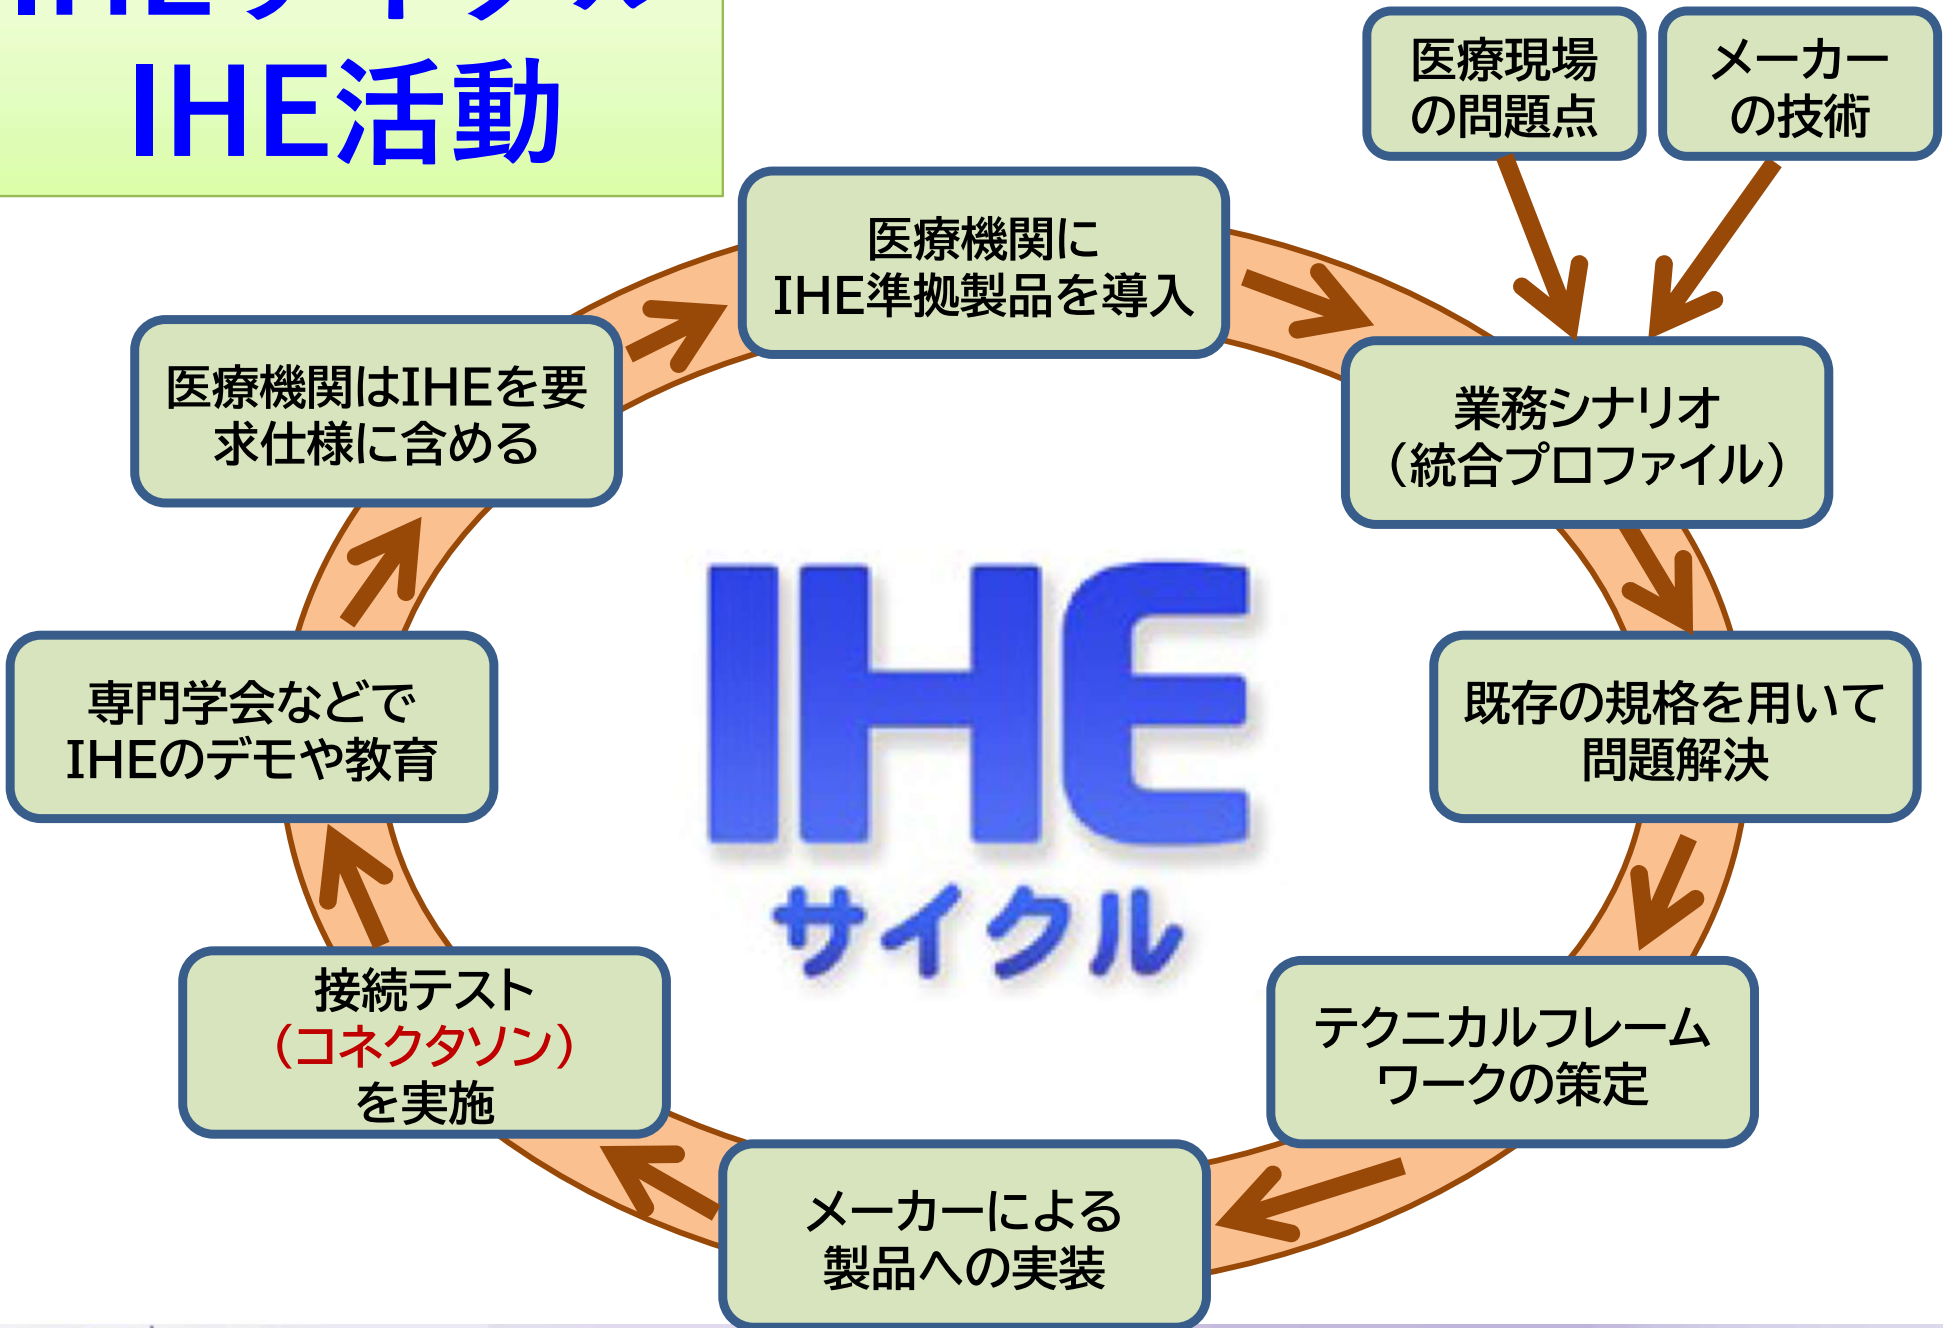 IHEサイクル
IHE活動
医療現場
の問題点
メーカー
の技術
医療機関に
IHE準拠製品を導入
業務シナリオ
（統合プロファイル）
既存の規格を用いて
問題解決
テクニカルフレーム
ワークの策定
メーカーによる
製品への実装
接続テスト
（コネクタソン）
を実施
専門学会などで
IHEのデモや教育
医療機関はIHEを要
求仕様に含める
IHE
サイクル